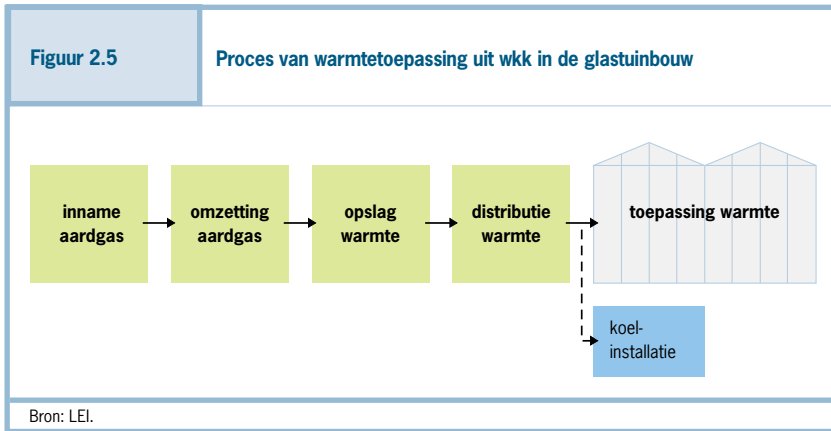 Figuur 2.5
Proces van warmtetoepassing uit wkk in de glastuinbouw
inname
aardgas
omzetting
aardgas
opslag
warmte
distributie
warmte
toepassing warmte
koel-
installatie
Bron: LEI.